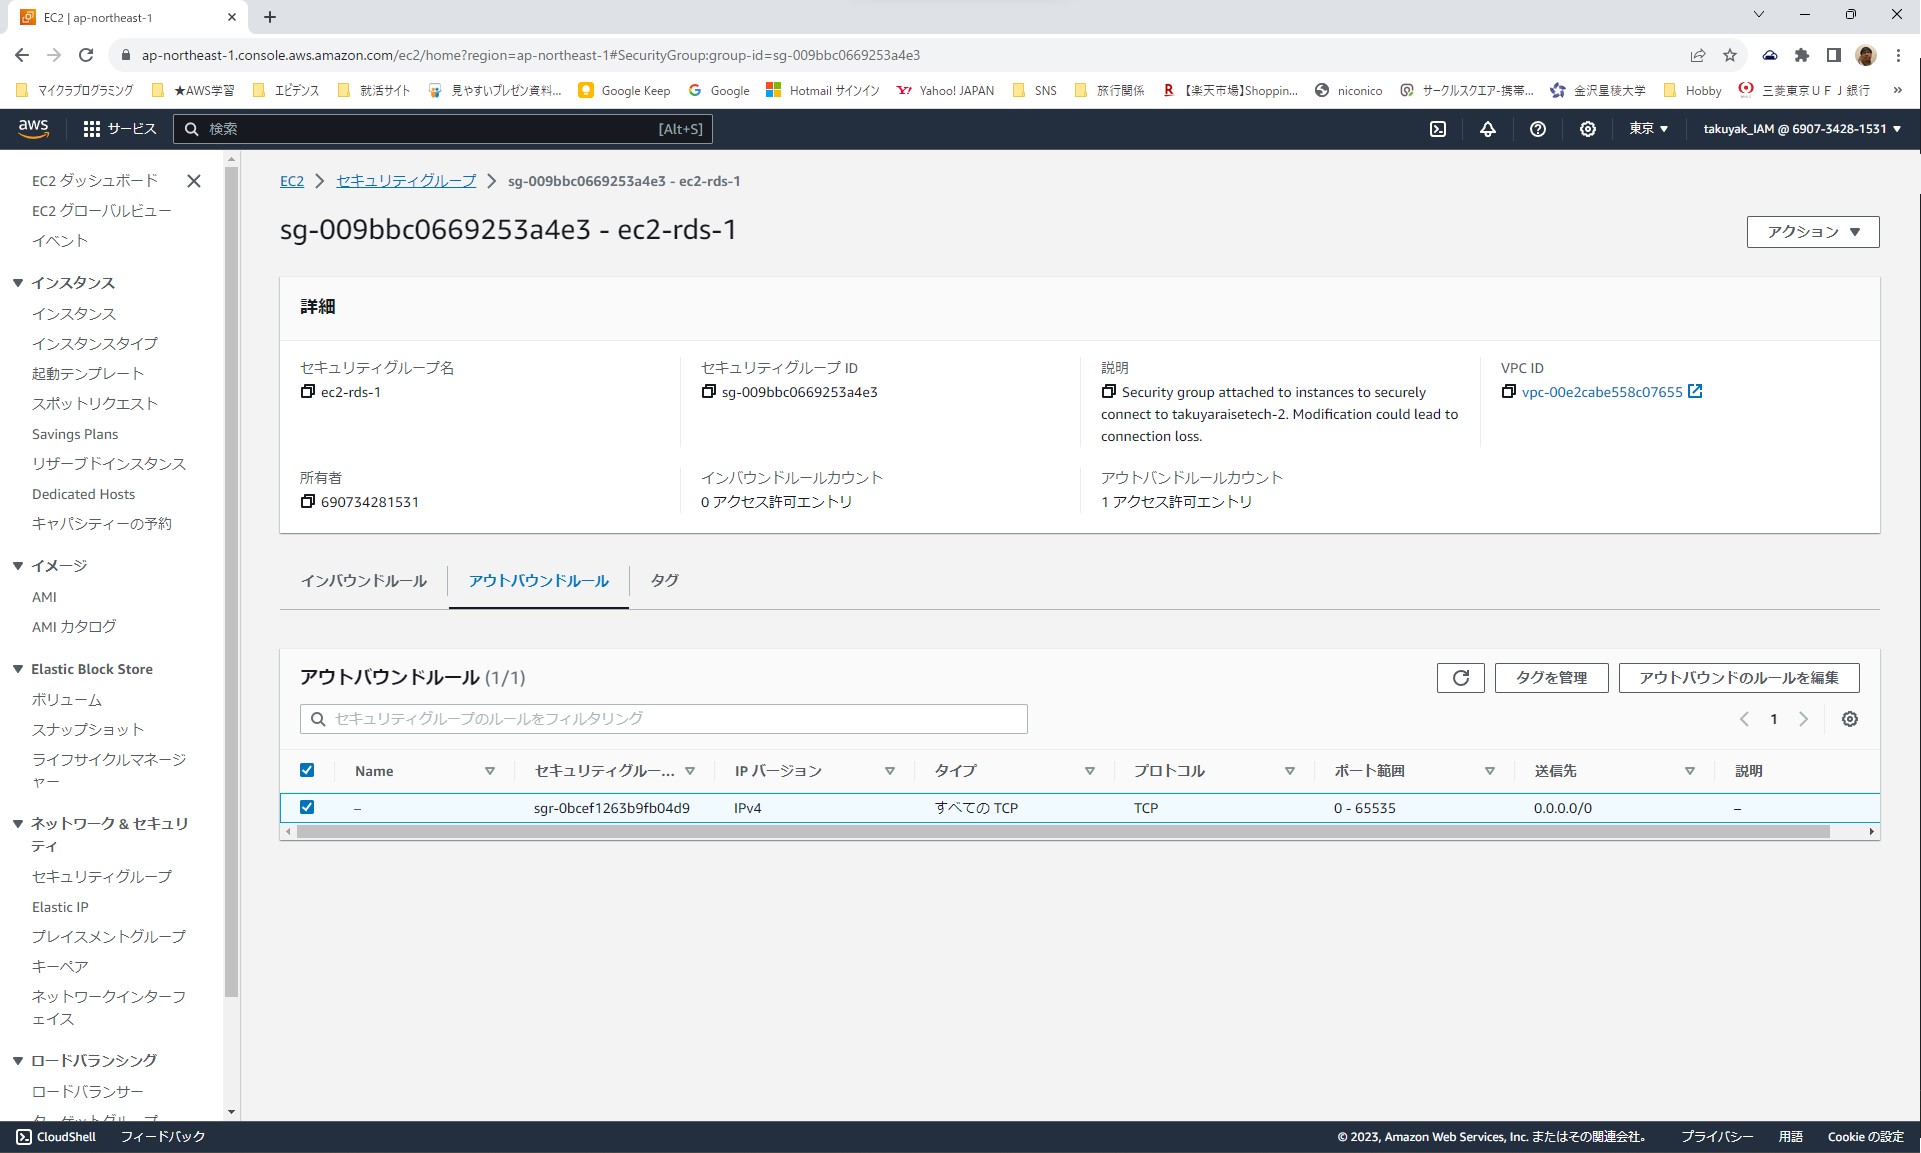 EC2 | ap-northeast-1
ap-northeast-1.console.aws.amazon.com/ec2/home?region=ap-northeast-1#SecurityGroup:group-id=sg-009bbc0669253a4e3
マイクラプログラミング ★AWS学習 エビデンス 就活サイト 見やすいプレゼン資料... Google Keep Google Hotmail サインイン Yahoo! JAPAN SNS 旅行関係 【楽天市場】Shoppin... niconico サークルスクエア-携帯... 金沢星稜大学 Hobby 三菱東京ＵＦＪ銀行 »
aws サービス 検索 [Alt+S] 東京 takuyak_IAM @ 6907-3428-1531
EC2 ダッシュボード
EC2 グローバルビュー
イベント
インスタンス
インスタンス
インスタンスタイプ
起動テンプレート
スポットリクエスト
Savings Plans
リザーブドインスタンス
Dedicated Hosts
キャパシティーの予約
イメージ
AMI
AMI カタログ
Elastic Block Store
ボリューム
スナップショット
ライフサイクルマネージ
ャー
ネットワーク & セキュリ
ティ
セキュリティグループ
Elastic IP
プレイスメントグループ
キーペア
ネットワークインターフ
ェイス
ロードバランシング
ロードバランサー
ターゲットグループ
EC2 セキュリティグループ sg-009bbc0669253a4e3 - ec2-rds-1
sg-009bbc0669253a4e3 - ec2-rds-1
アクション
詳細
セキュリティグループ名
ec2-rds-1
セキュリティグループ ID
sg-009bbc0669253a4e3
説明
Security group attached to instances to securely
connect to takuyaraisetech-2. Modification could lead to
connection loss.
VPC ID
vpc-00e2cabe558c07655
所有者
690734281531
インバウンドルールカウント
0 アクセス許可エントリ
アウトバンドルールカウント
1 アクセス許可エントリ
インバウンドルール アウトバウンドルール タグ
アウトバウンドルール (1/1)
タグを管理 アウトバウンドのルールを編集
セキュリティグループのルールをフィルタリング
1
Name セキュリティグルー... IP バージョン タイプ プロトコル ポート範囲 送信先 説明
– sgr-0bcef1263b9fb04d9 IPv4 すべての TCP TCP 0 - 65535 0.0.0.0/0 –
CloudShell フィードバック © 2023, Amazon Web Services, Inc. またはその関連会社。 プライバシー 用語 Cookie の設定